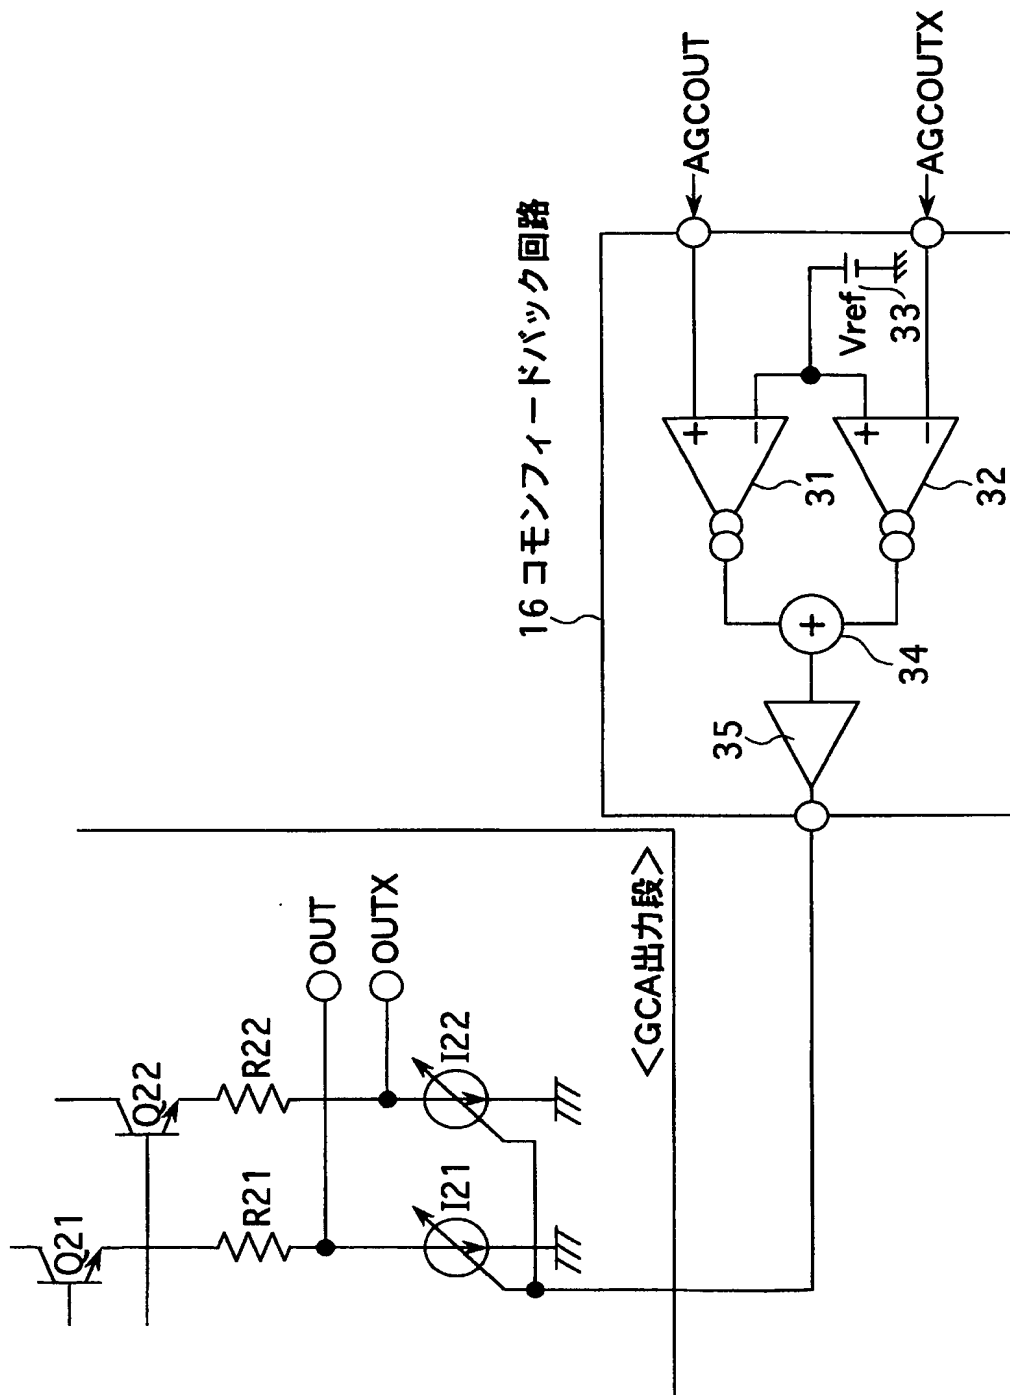 Q21
Q22
R21
R22
OUT
OUTX
I21
I22
<GCA出力段>
16 コモンフィードバック回路
AGCOUT
AGCOUTX
+
−
31
+
−
32
Vref
33
+
34
35